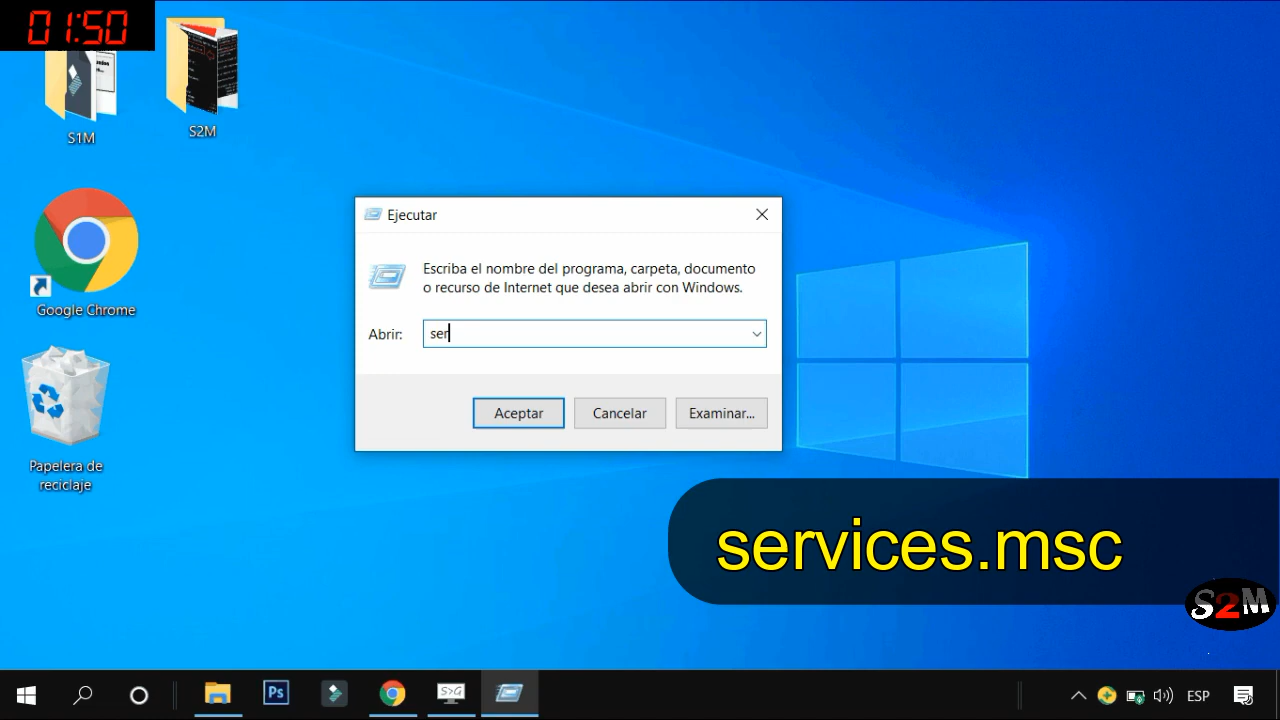 01:50
S1M
S2M
Google Chrome
Papelera de
reciclaje
Ejecutar
Escriba el nombre del programa, carpeta, documento
o recurso de Internet que desea abrir con Windows.
Abrir:
ser
Aceptar
Cancelar
Examinar...
services.msc
S2M
Ps
S>G
ESP